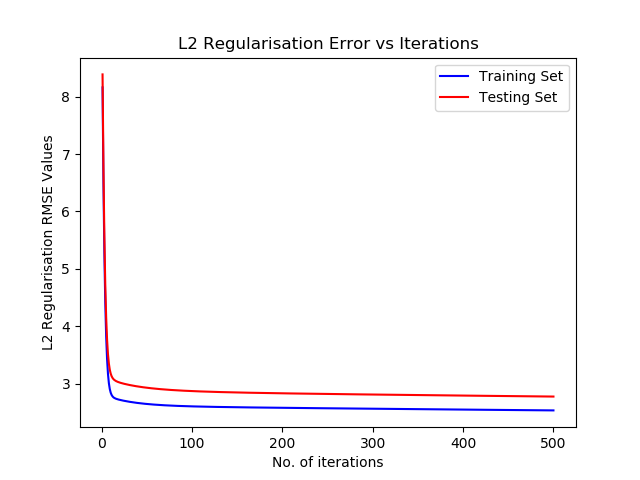 L2 Regularisation Error vs Iterations
Training Set
Testing Set
L2 Regularisation RMSE Values
8
7
6
5
4
3
0 100 200 300 400 500
No. of iterations